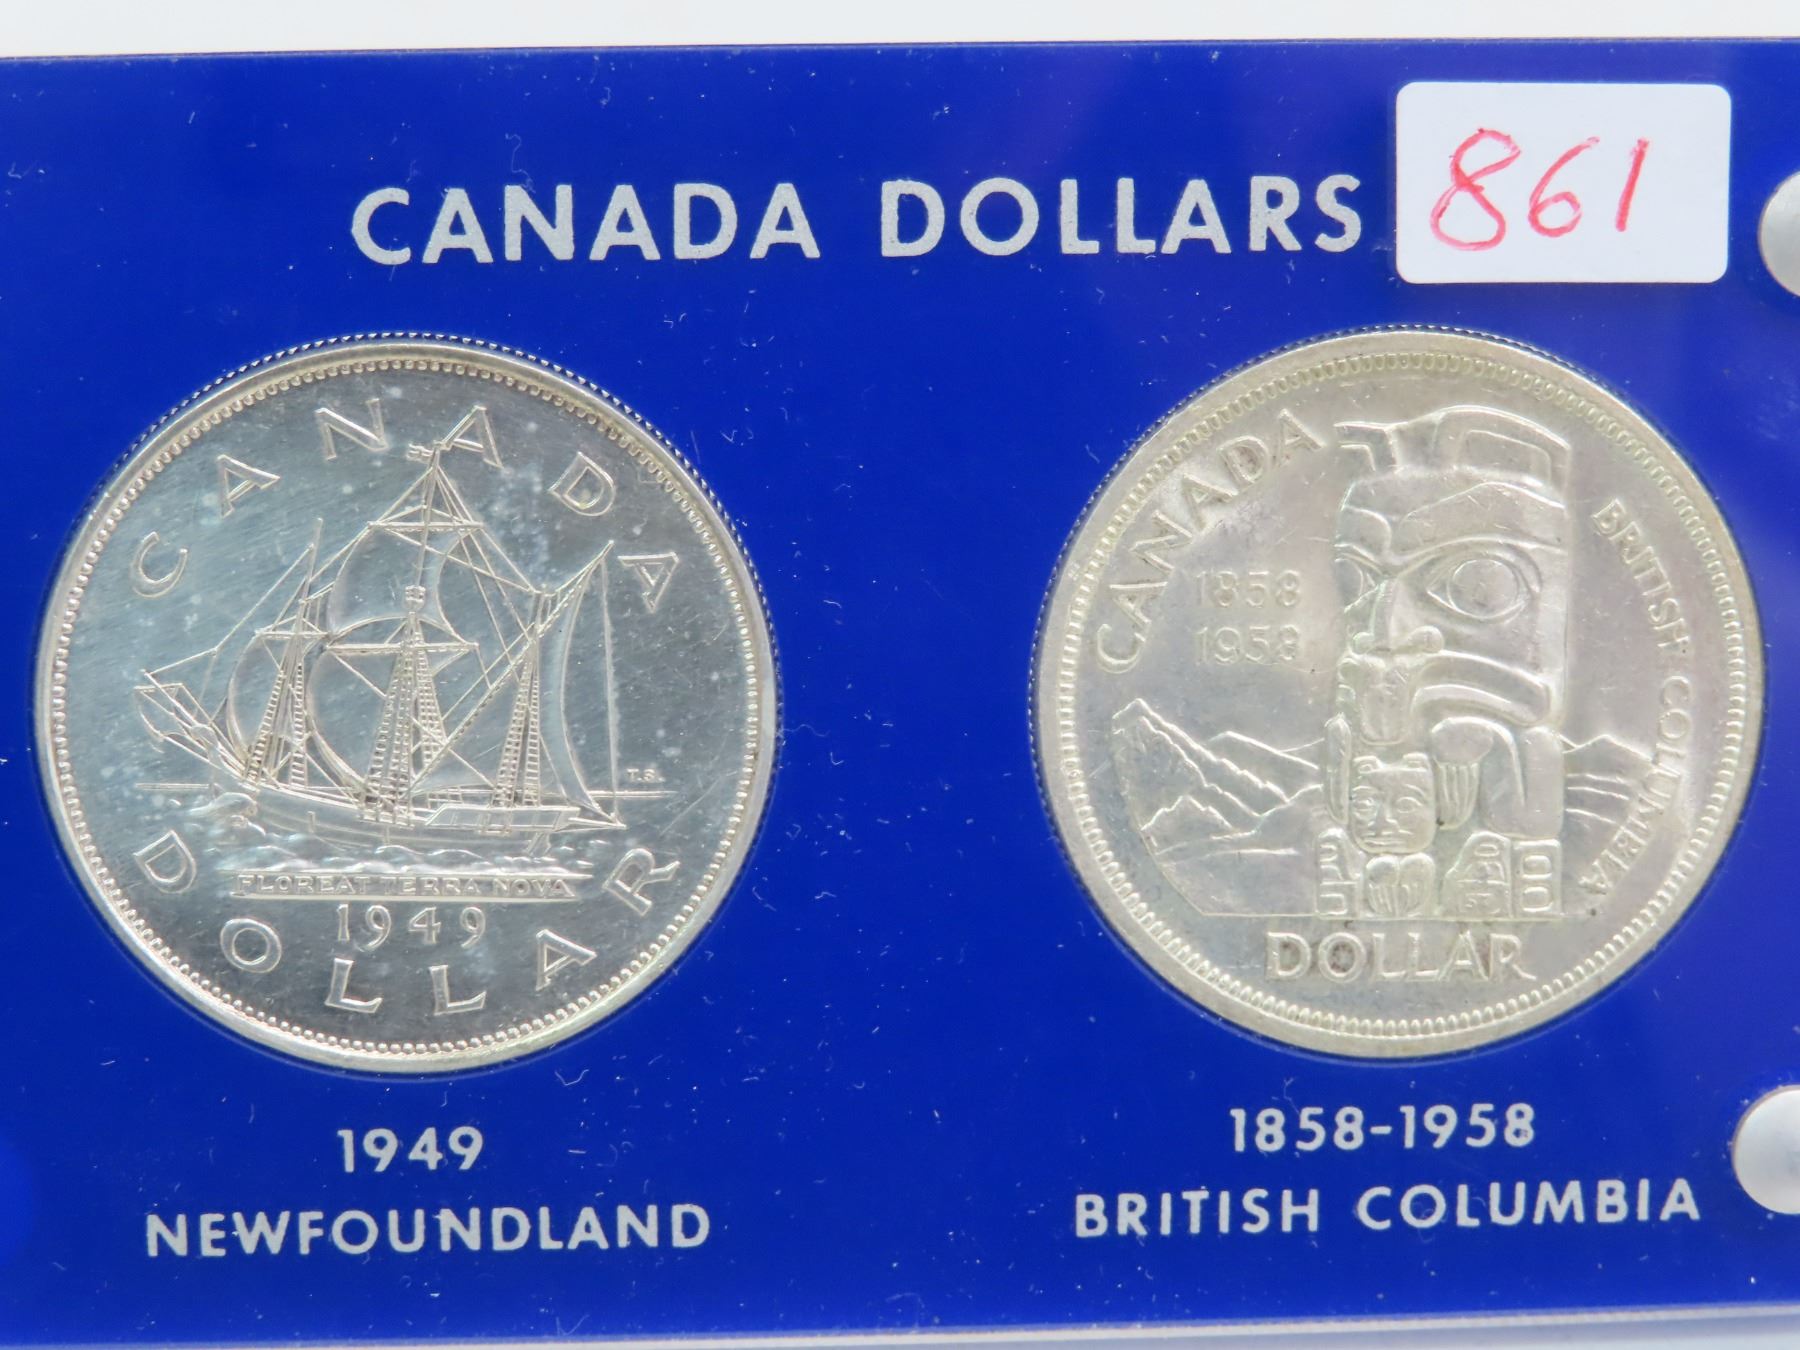 CANADA DOLLARS
861
CANADA
T.S.
FLOREAT TERRA NOVA
1949
DOLLAR
CANADA
1858
1958
BRITISH COLUMBIA
DOLLAR
1949
NEWFOUNDLAND
1858-1958
BRITISH COLUMBIA